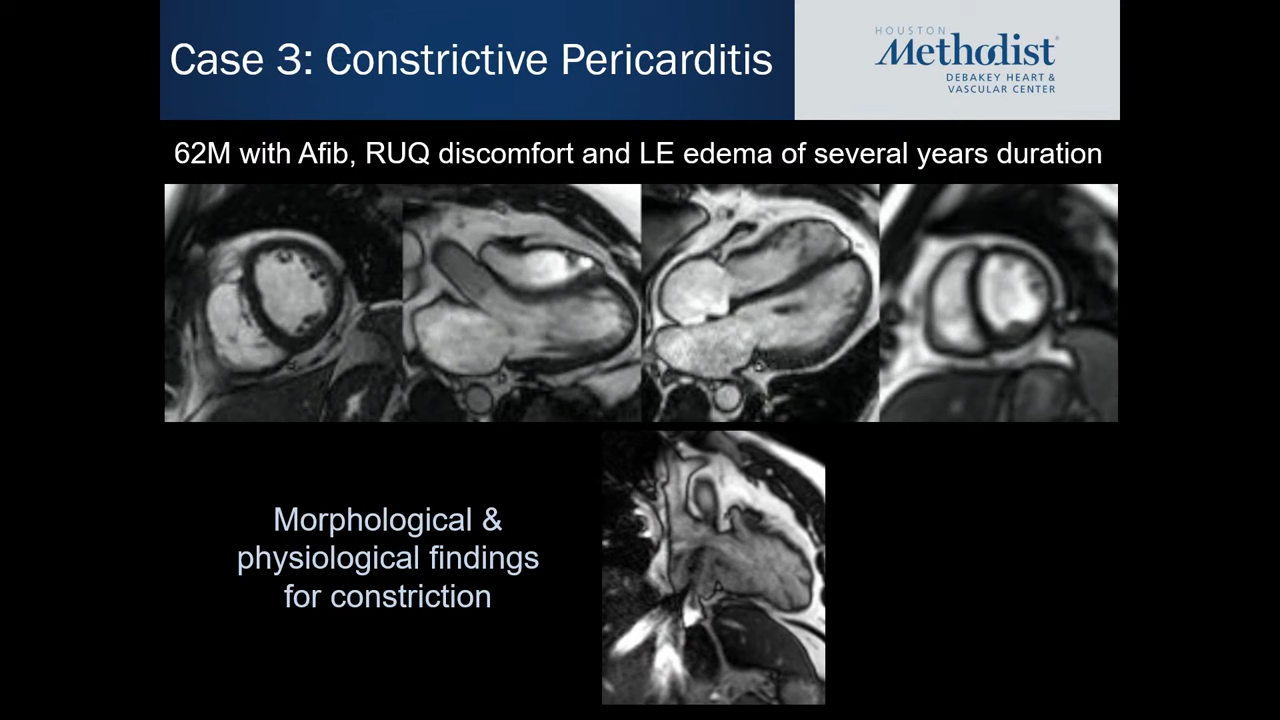 Case 3: Constrictive Pericarditis
HOUSTON
Methodist®
DEBAKEY HEART &
VASCULAR CENTER
62M with Afib, RUQ discomfort and LE edema of several years duration
Morphological &
physiological findings
for constriction